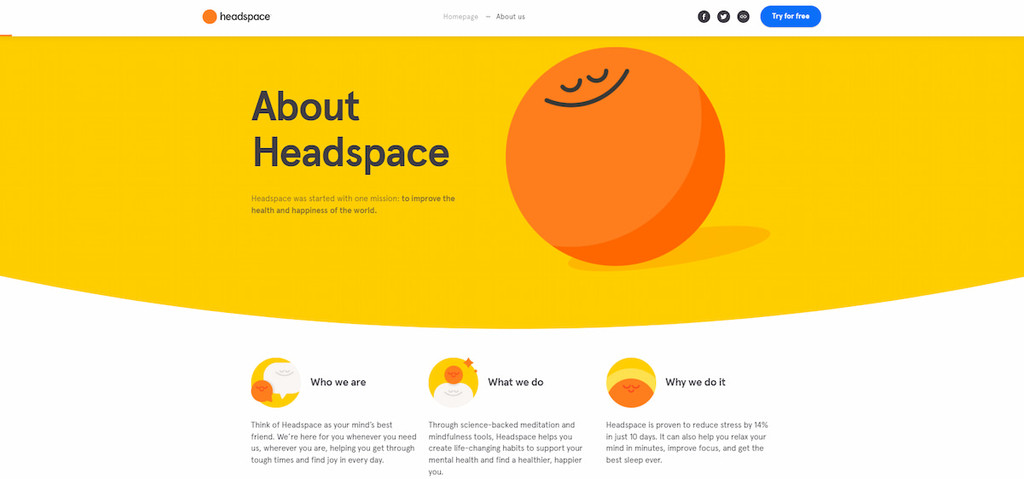 headspace
Homepage — About us
Try for free
About
Headspace
Headspace was started with one mission: to improve the
health and happiness of the world.
Who we are
Think of Headspace as your mind's best
friend. We're here for you whenever you need
us, wherever you are, helping you get through
tough times and find joy in every day.
What we do
Through science-backed meditation and
mindfulness tools, Headspace helps you
create life-changing habits to support your
mental health and find a healthier, happier
you.
Why we do it
Headspace is proven to reduce stress by 14%
in just 10 days. It can also help you relax your
mind in minutes, improve focus, and get the
best sleep ever.